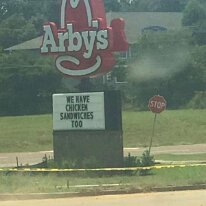 Arby's
WE HAVE
CHICKEN
SANDWICHES
TOO
STOP